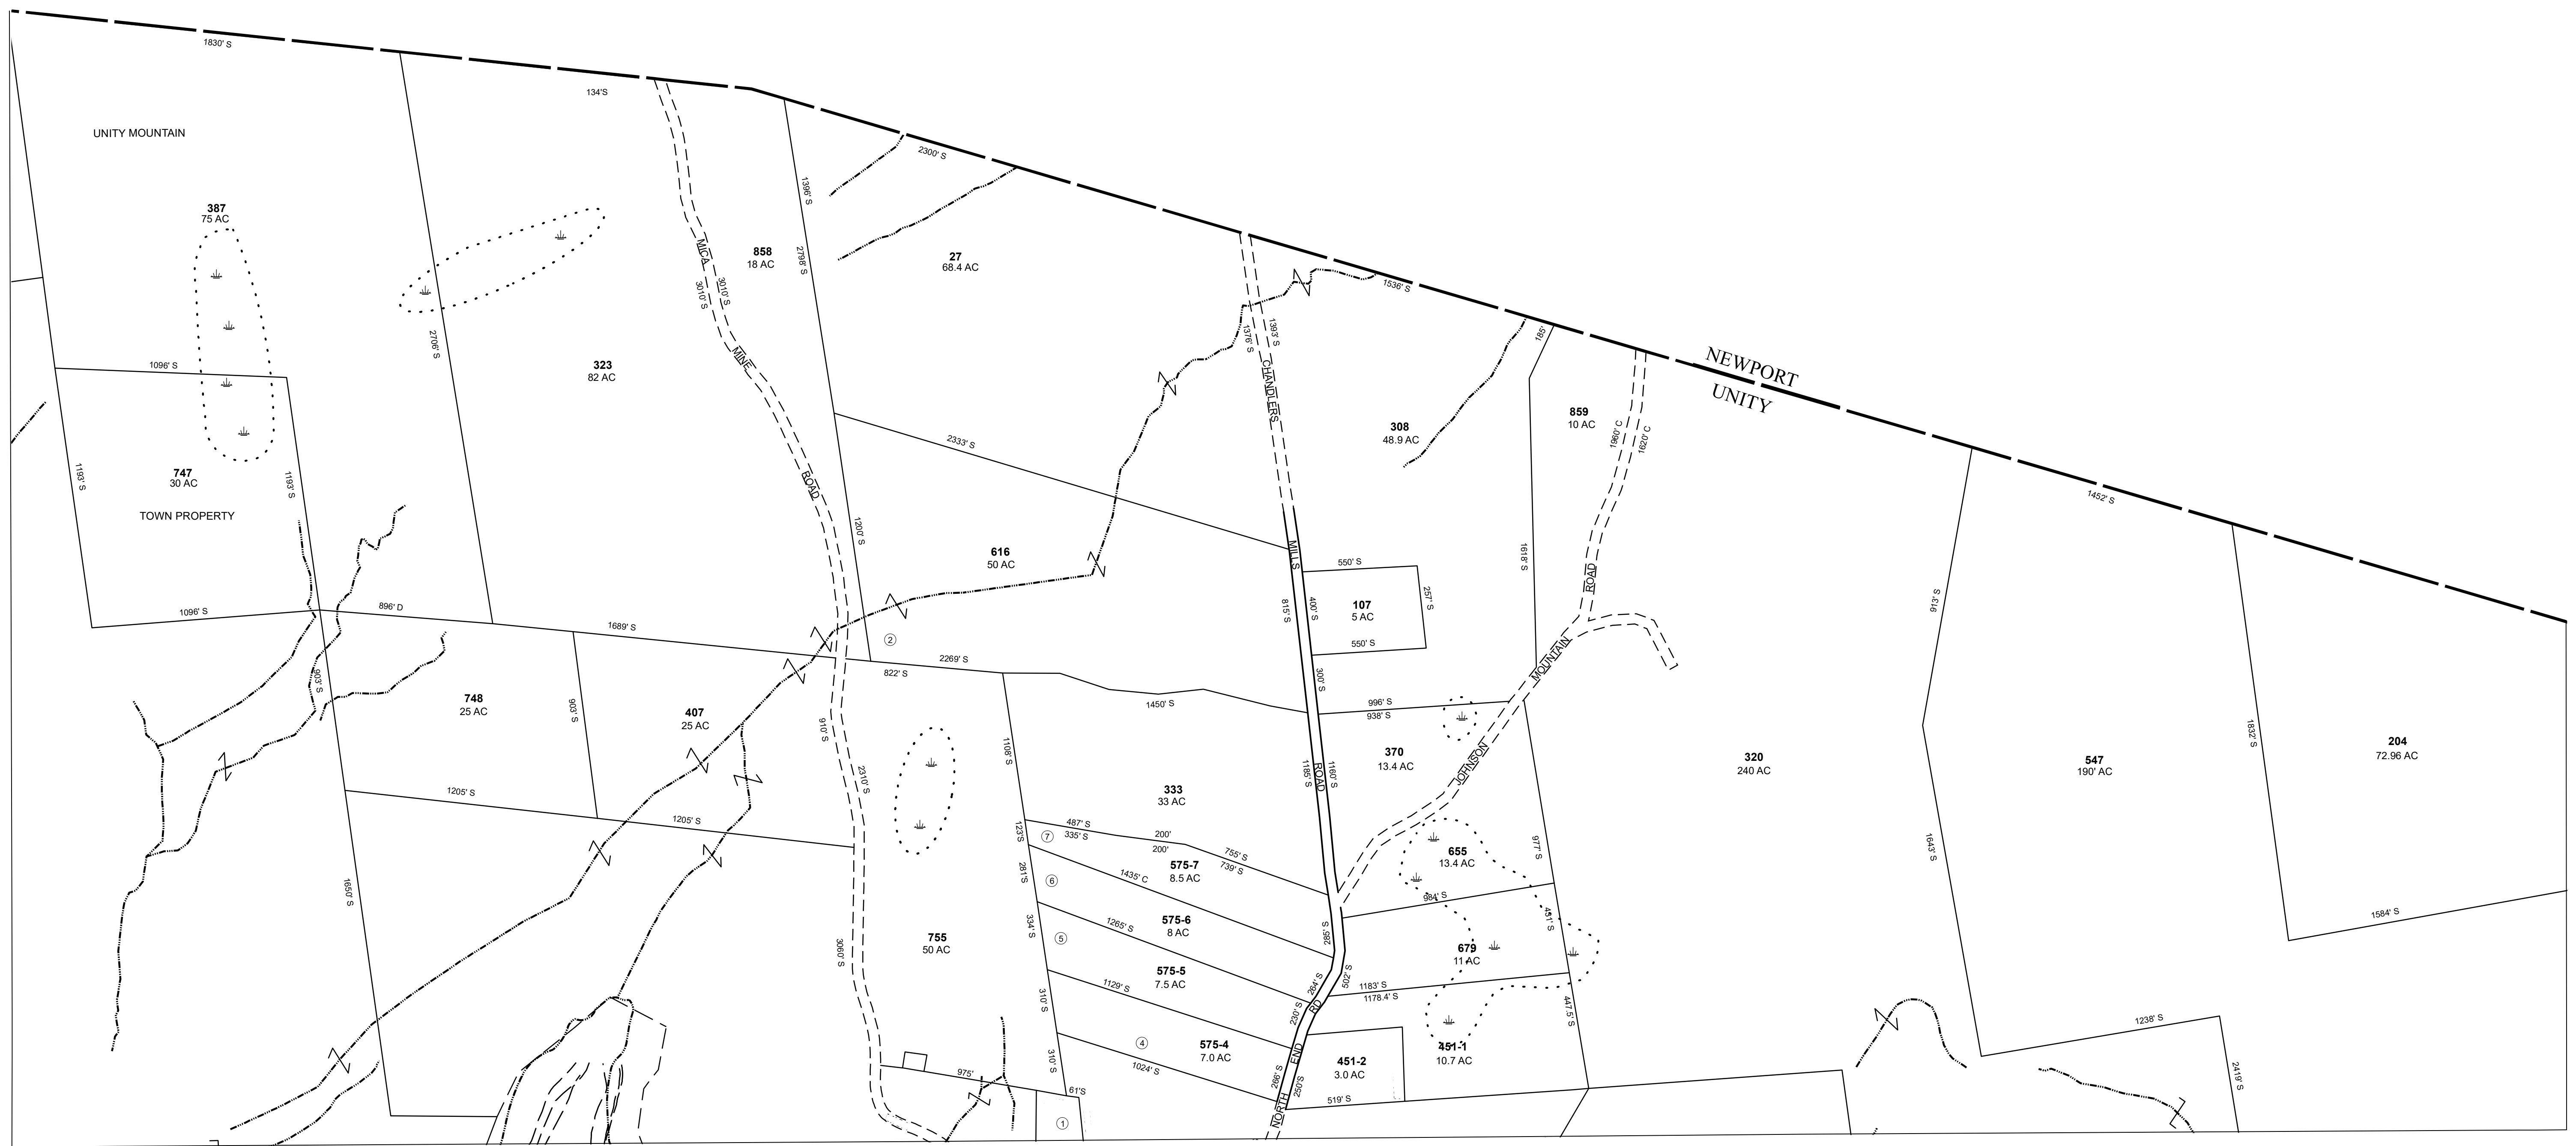 1830' S
134'S
UNITY MOUNTAIN
387
75 AC
1096' S
1193' S
747
30 AC
1193' S
TOWN PROPERTY
1096' S
896' D
2706' S
323
82 AC
MICA
MINE
ROAD
3010' S
3010' S
858
18 AC
1396' S
2798' S
1200' S
2300' S
27
68.4 AC
2333' S
616
50 AC
1689' S
2
2269' S
822' S
1536' S
1376' S
1393' S
CHANDLERS
MILLS
ROAD
308
48.9 AC
185'
859
10 AC
1960' C
1620' C
NEWPORT
UNITY
1452' S
1618' S
550' S
107
5 AC
257' S
550' S
400' S
815' S
300' S
ROAD
MOUNTAIN
JOHNSON
913' S
1643' S
903' S
748
25 AC
903' S
407
25 AC
1205' S
1205' S
1650' S
910' S
2310' S
3060' S
755
50 AC
975'
61'S
1
1108' S
1450' S
333
33 AC
1185' S
1160' S
996' S
938' S
370
13.4 AC
320
240 AC
547
190' AC
1832' S
204
72.96 AC
1584' S
1238' S
2419' S
123'S
7
487' S
335' S
200'
200'
755' S
739' S
575-7
8.5 AC
281'S
6
1435' C
575-6
8 AC
285' S
334' S
5
1265' S
575-5
7.5 AC
264' S
310' S
1129' S
230' S
4
575-4
7.0 AC
310' S
1024' S
266' S
250'S
NORTH
END
RD
502' S
655
13.4 AC
977' S
984' S
451' S
679
11 AC
1183' S
1178.4' S
447.5' S
451-1
10.7 AC
451-2
3.0 AC
519' S